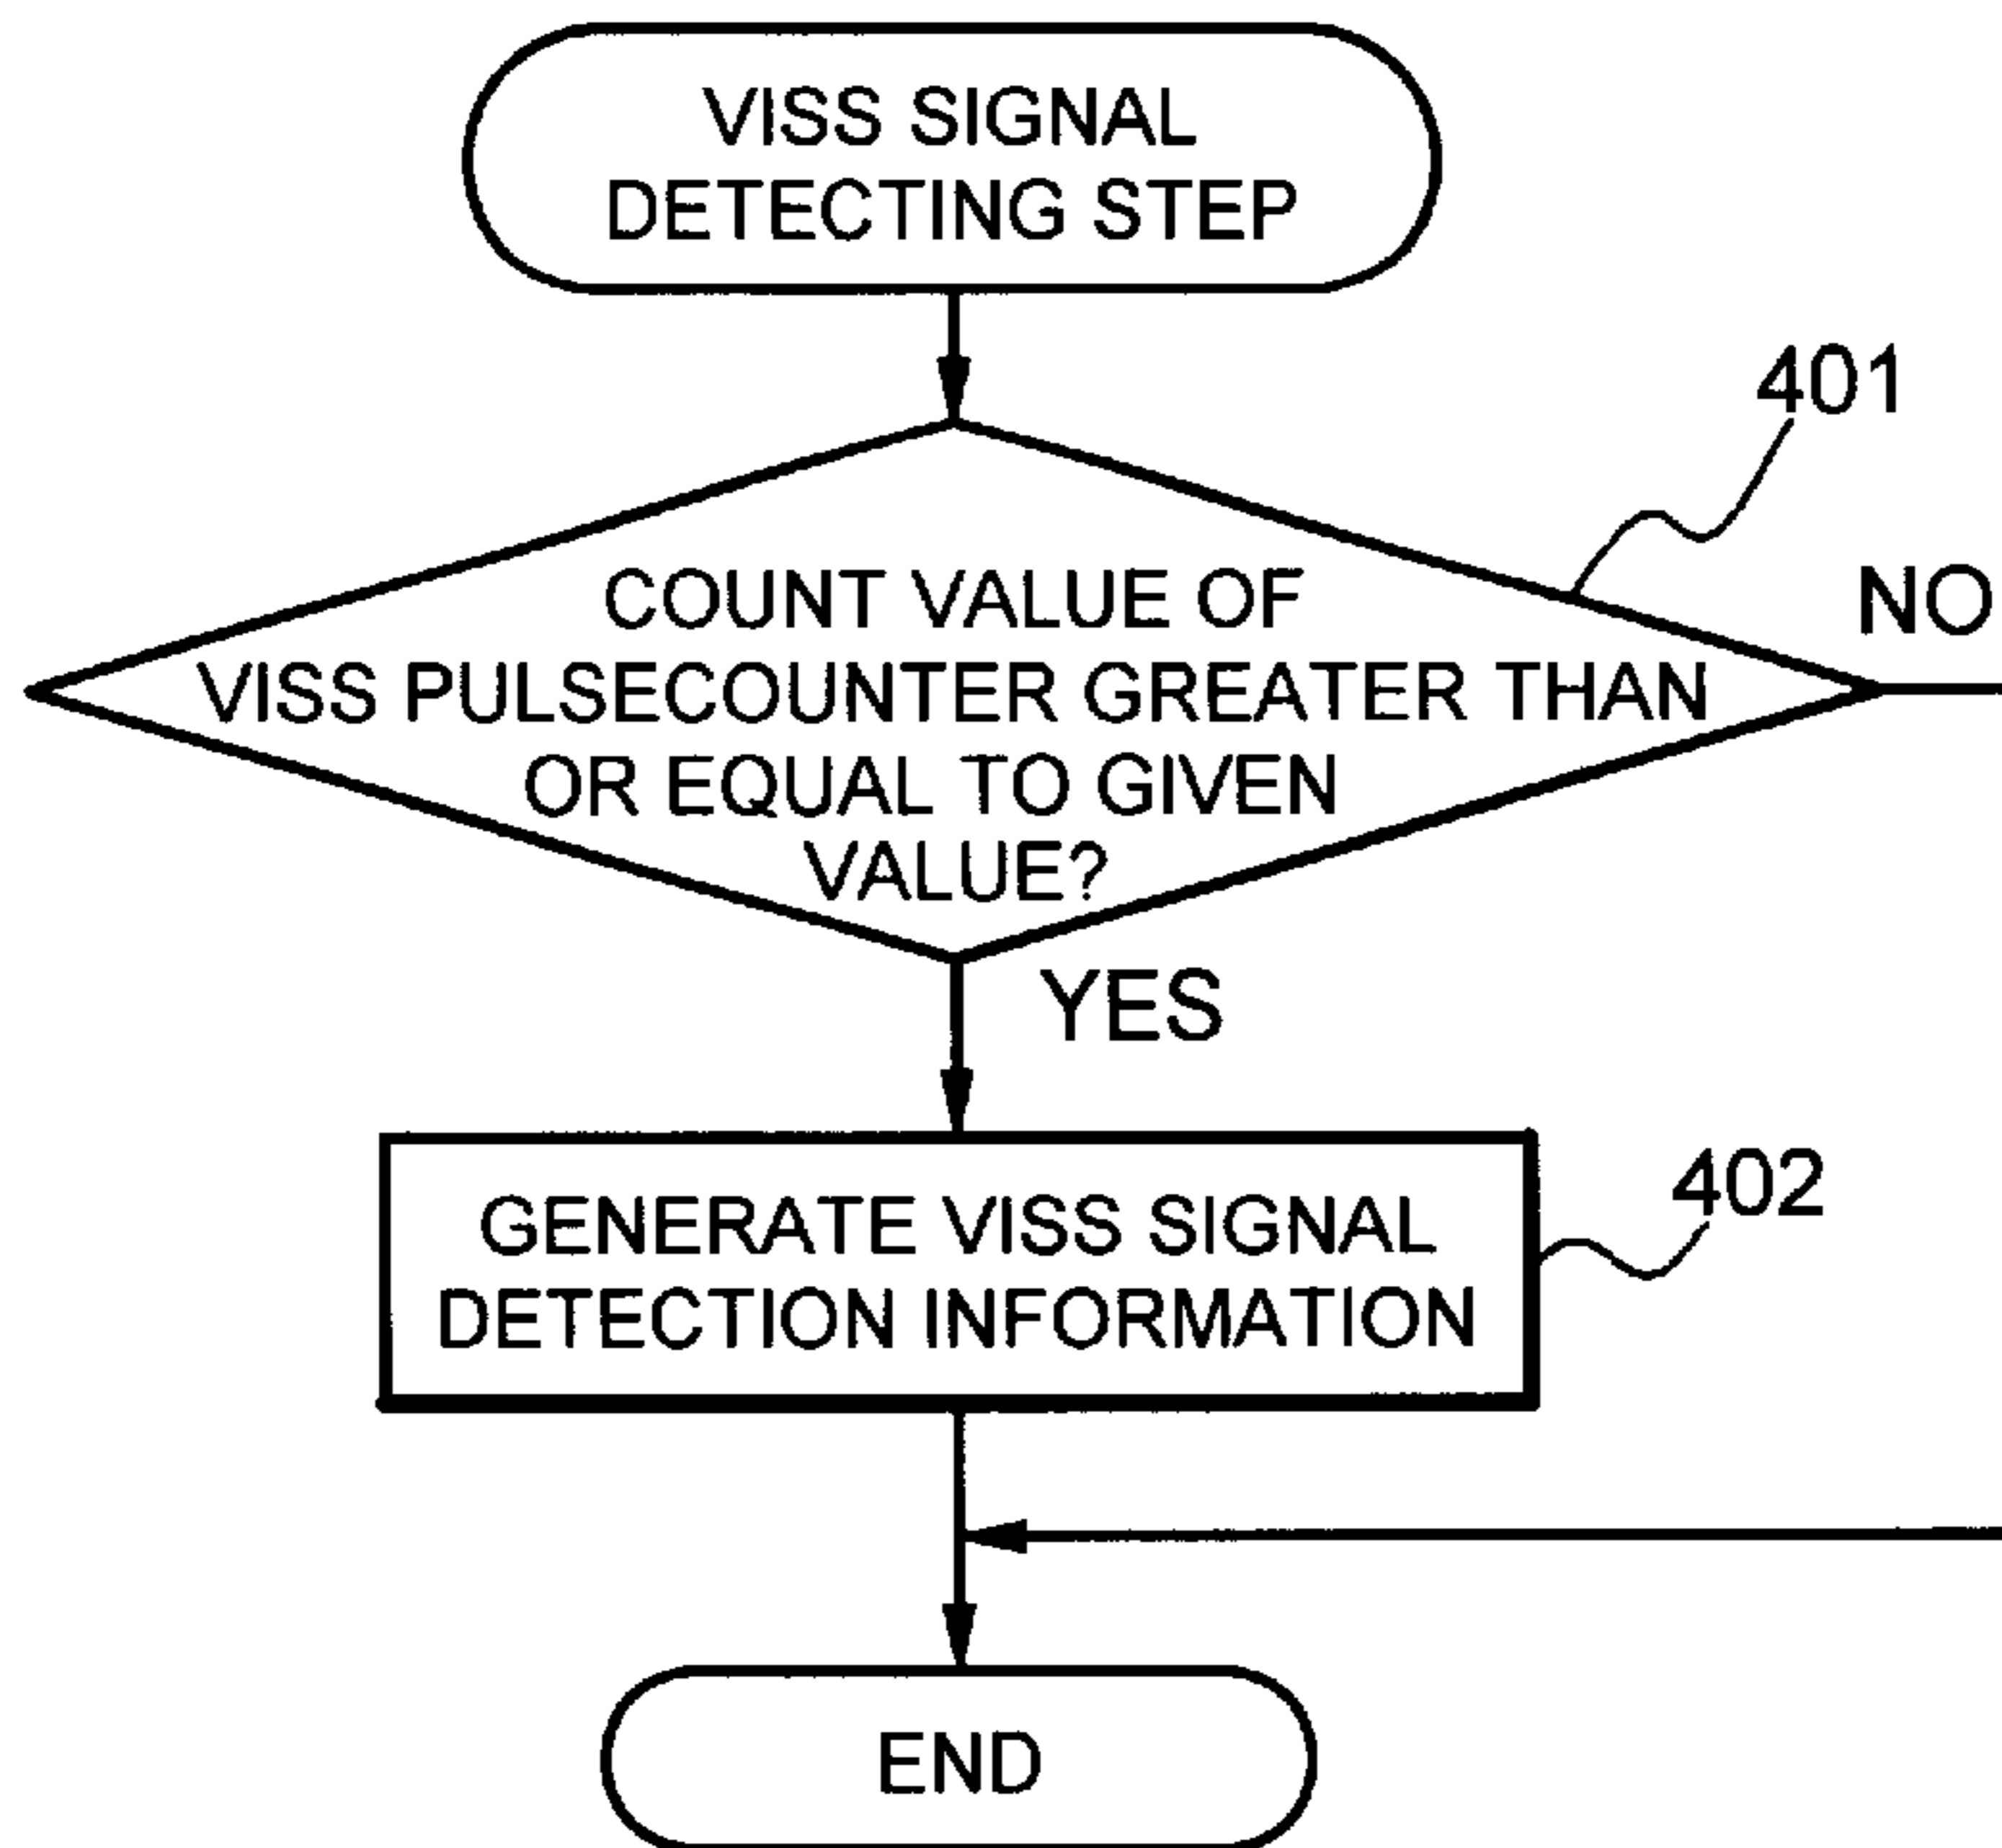 VISS SIGNAL
DETECTING STEP
401
COUNT VALUE OF
NO
VISS PULSECOUNTER GREATER THAN
OR EQUAL TO GIVEN
VALUE?
YES
402
GENERATE VISS SIGNAL
DETECTION INFORMATION
END